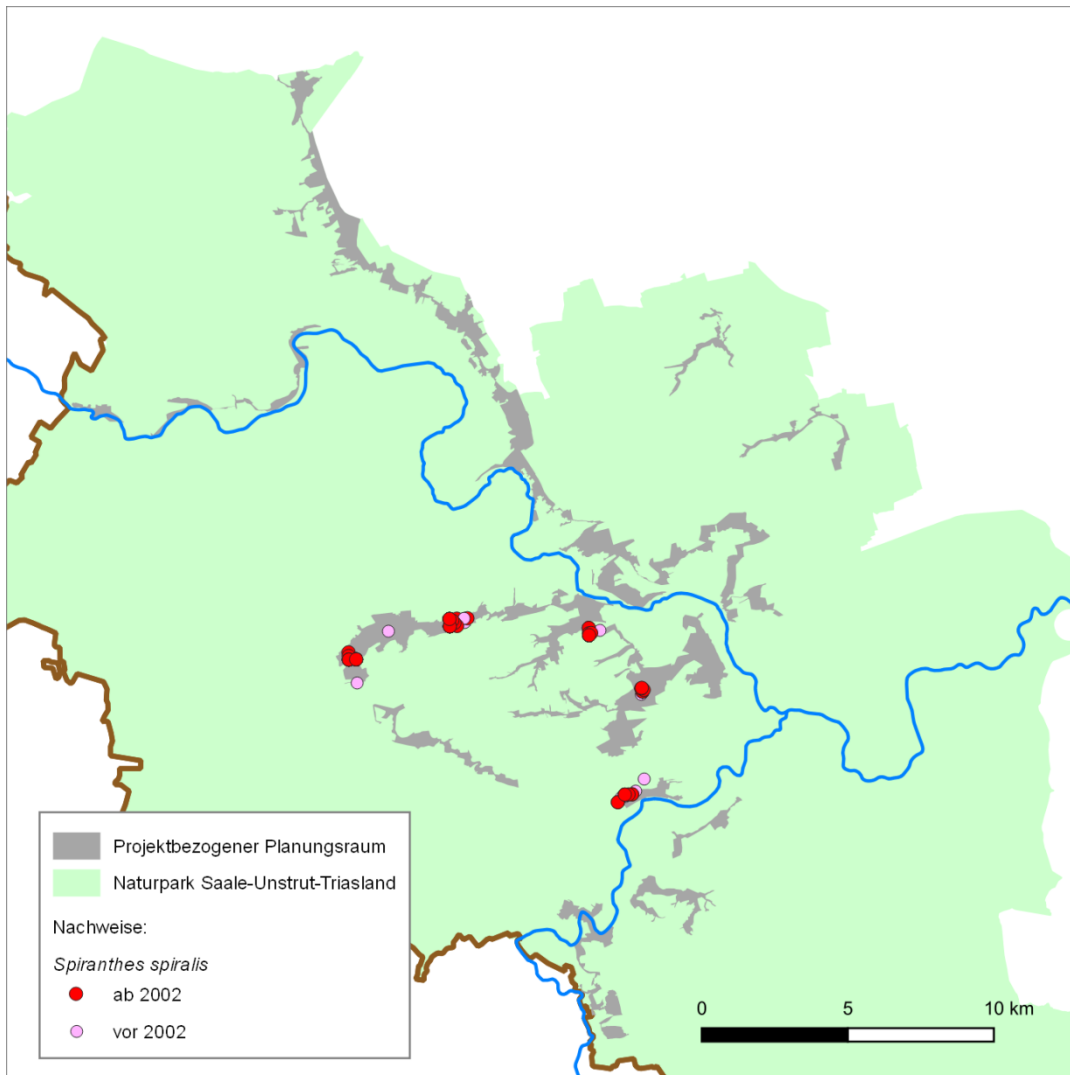 Projektbezogener Planungsraum
Naturpark Saale-Unstrut-Triasland
Nachweise:
Spiranthes spiralis
ab 2002
vor 2002
0 5 10 km